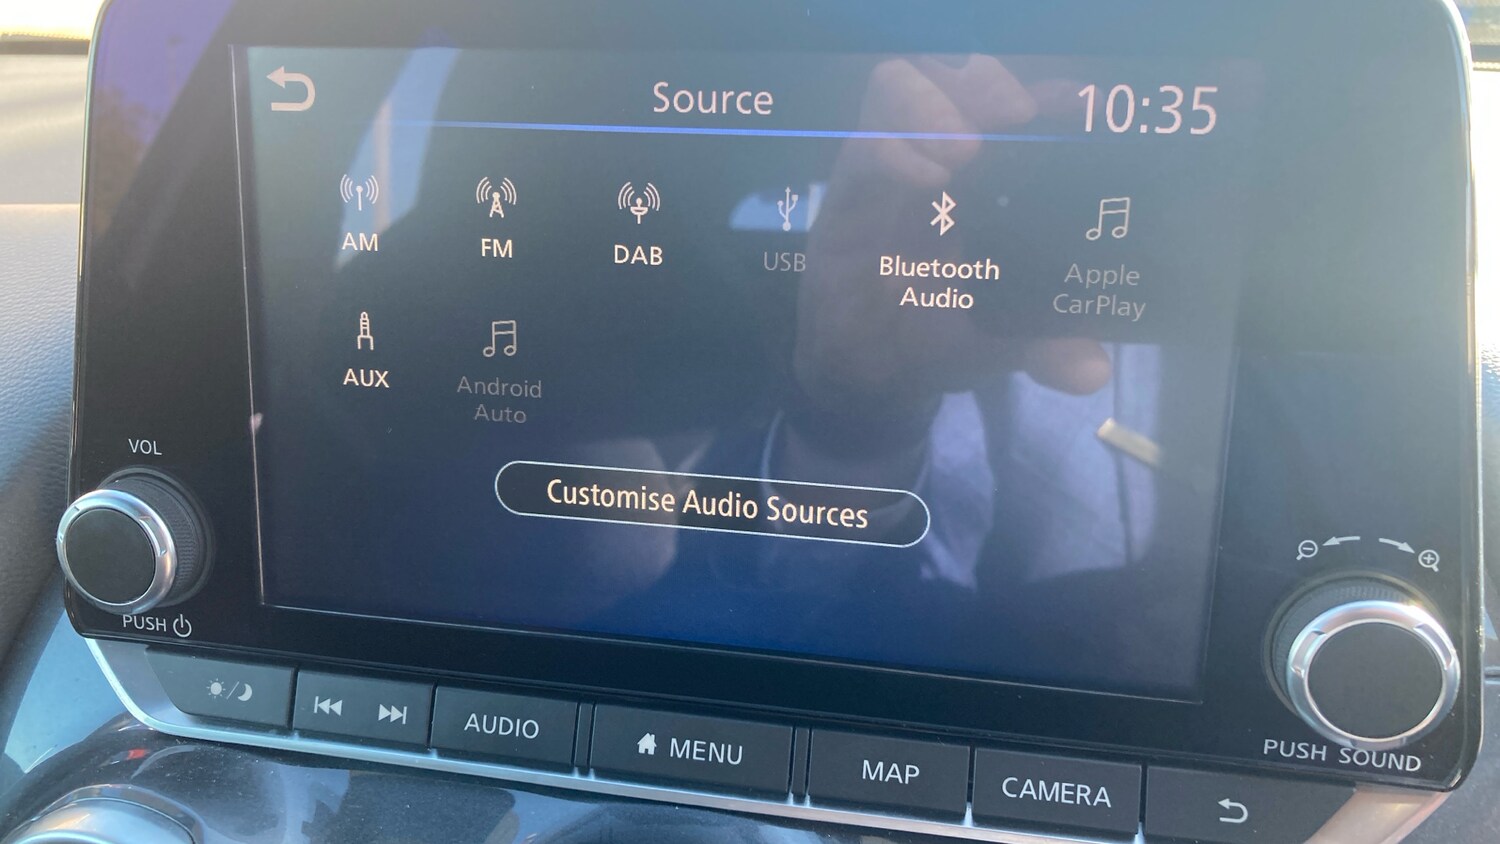 Source
10:35
AM
FM
DAB
USB
Bluetooth
Audio
Apple
CarPlay
AUX
Android
Auto
Customise Audio Sources
VOL
PUSH
AUDIO
MENU
MAP
CAMERA
PUSH SOUND